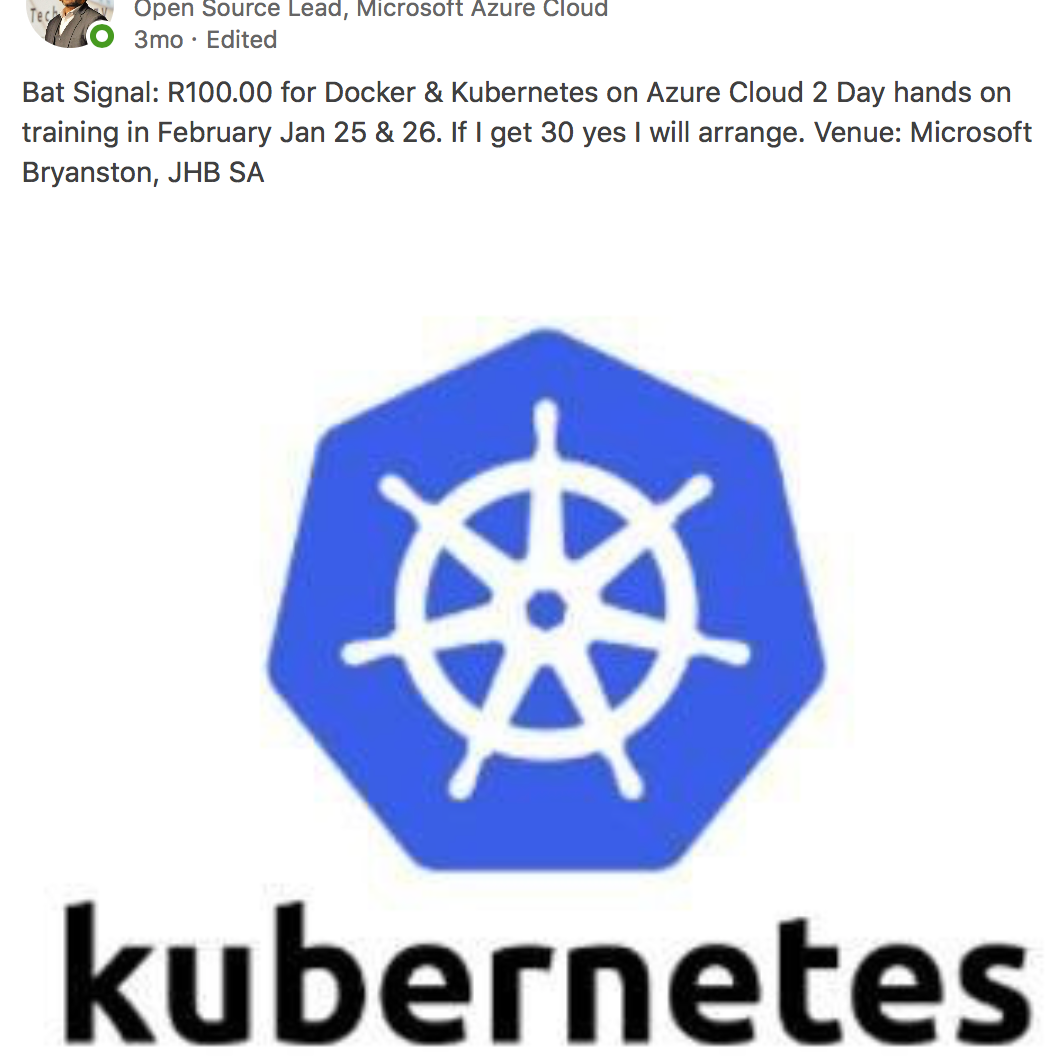 Tech
Open Source Lead, Microsoft Azure Cloud
3mo · Edited
Bat Signal: R100.00 for Docker & Kubernetes on Azure Cloud 2 Day hands on
training in February Jan 25 & 26. If I get 30 yes I will arrange. Venue: Microsoft
Bryanston, JHB SA
kubernetes